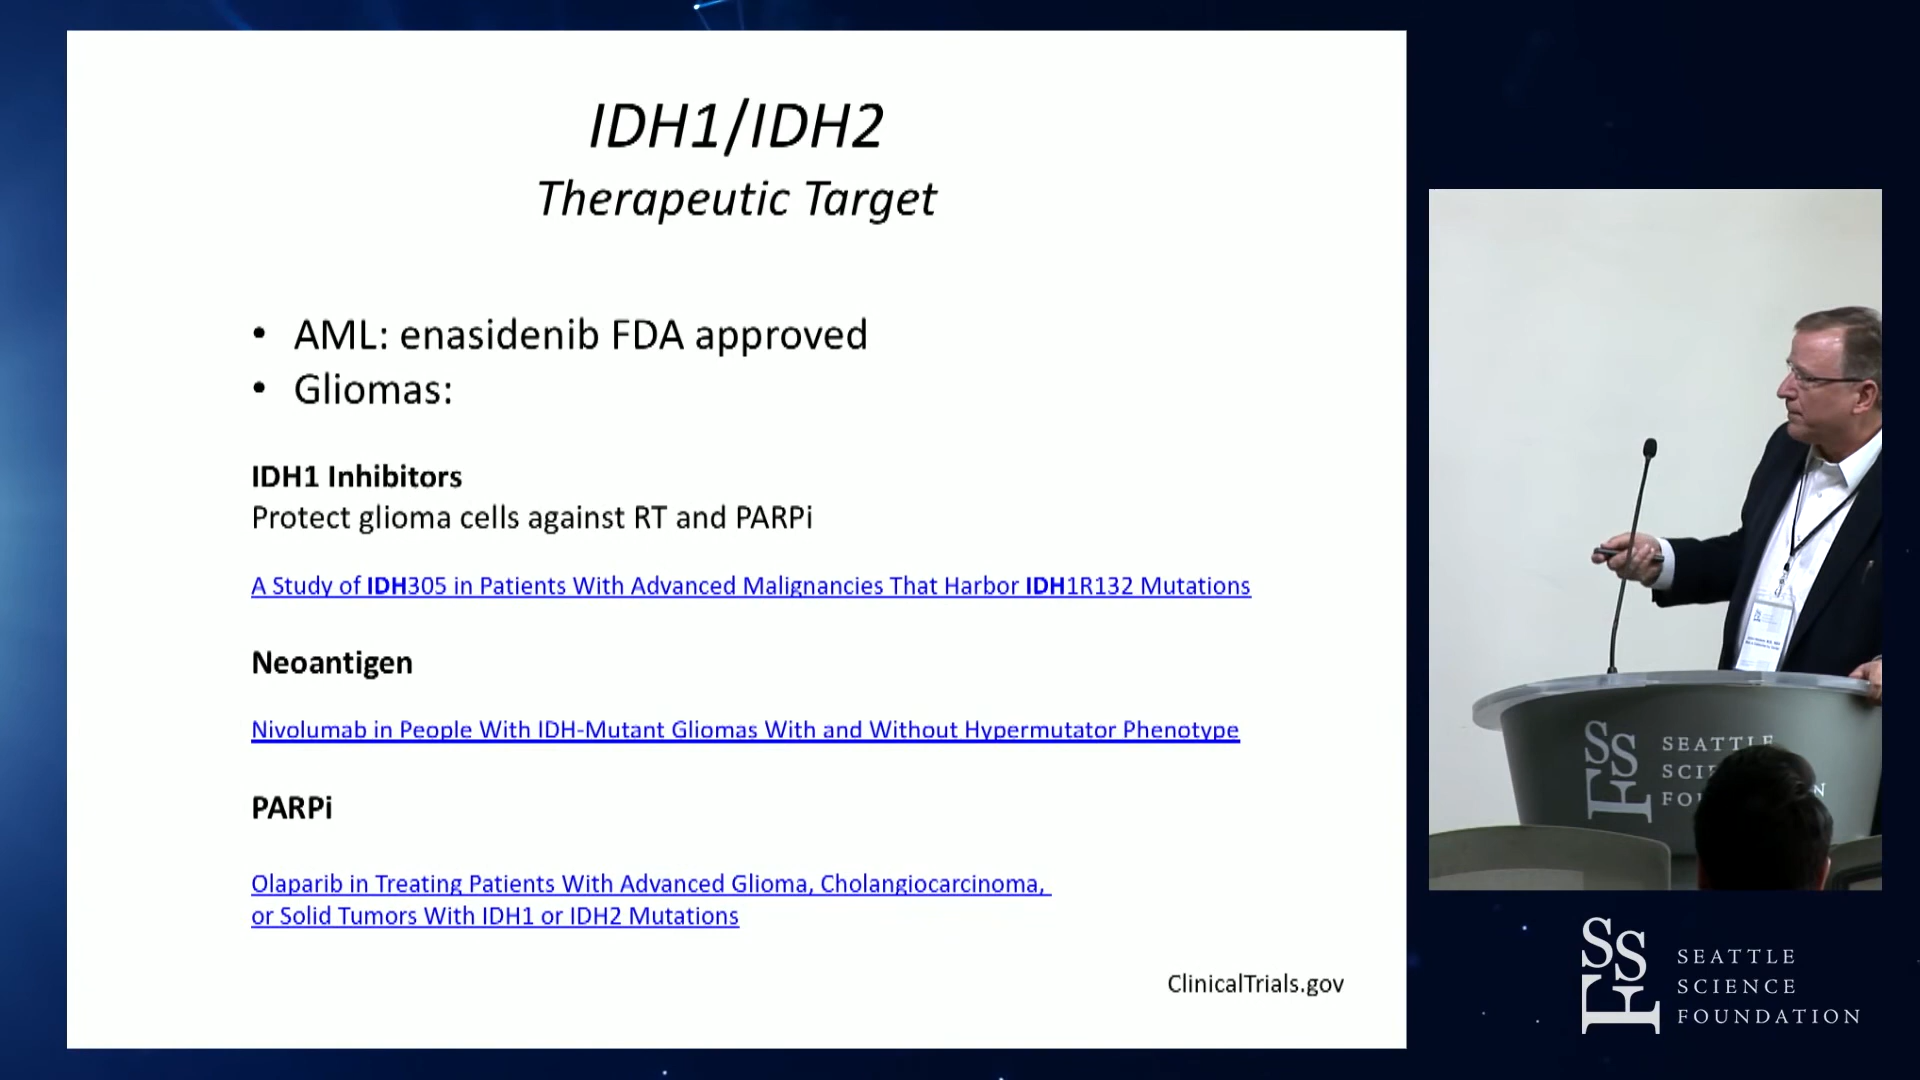 IDH1/IDH2
Therapeutic Target
• AML: enasidenib FDA approved
• Gliomas:
IDH1 Inhibitors
Protect glioma cells against RT and PARPi
A Study of IDH305 in Patients With Advanced Malignancies That Harbor IDH1R132 Mutations
Neoantigen
Nivolumab in People With IDH-Mutant Gliomas With and Without Hypermutator Phenotype
PARPi
Olaparib in Treating Patients With Advanced Glioma, Cholangiocarcinoma,
or Solid Tumors With IDH1 or IDH2 Mutations
ClinicalTrials.gov
SSF
SEATTLE
SSF
SEATTLE
SCIENCE
FOUNDATION